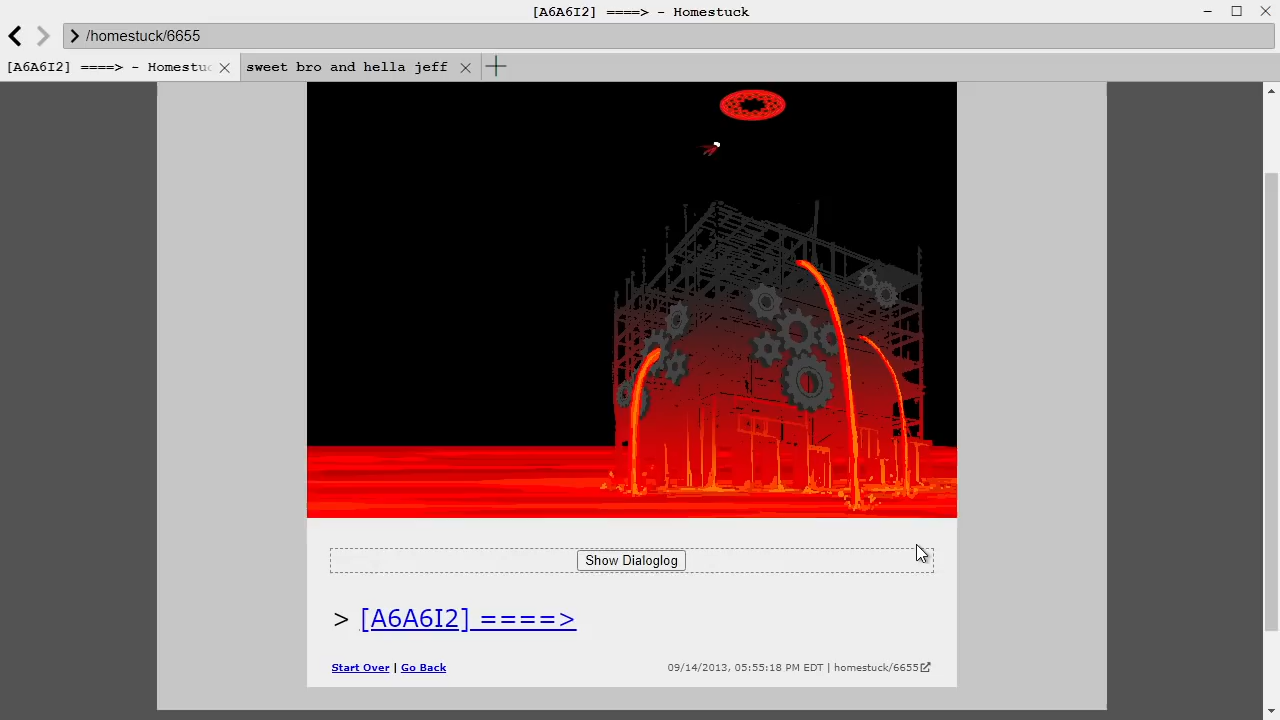 [A6A6I2] ====> - Homestuck
/homestuck/6655
[A6A6I2] ====> - Homestuc
sweet bro and hella jeff
Show Dialoglog
> [A6A6I2] ====>
Start Over | Go Back
09/14/2013, 05:55:18 PM EDT | homestuck/6655